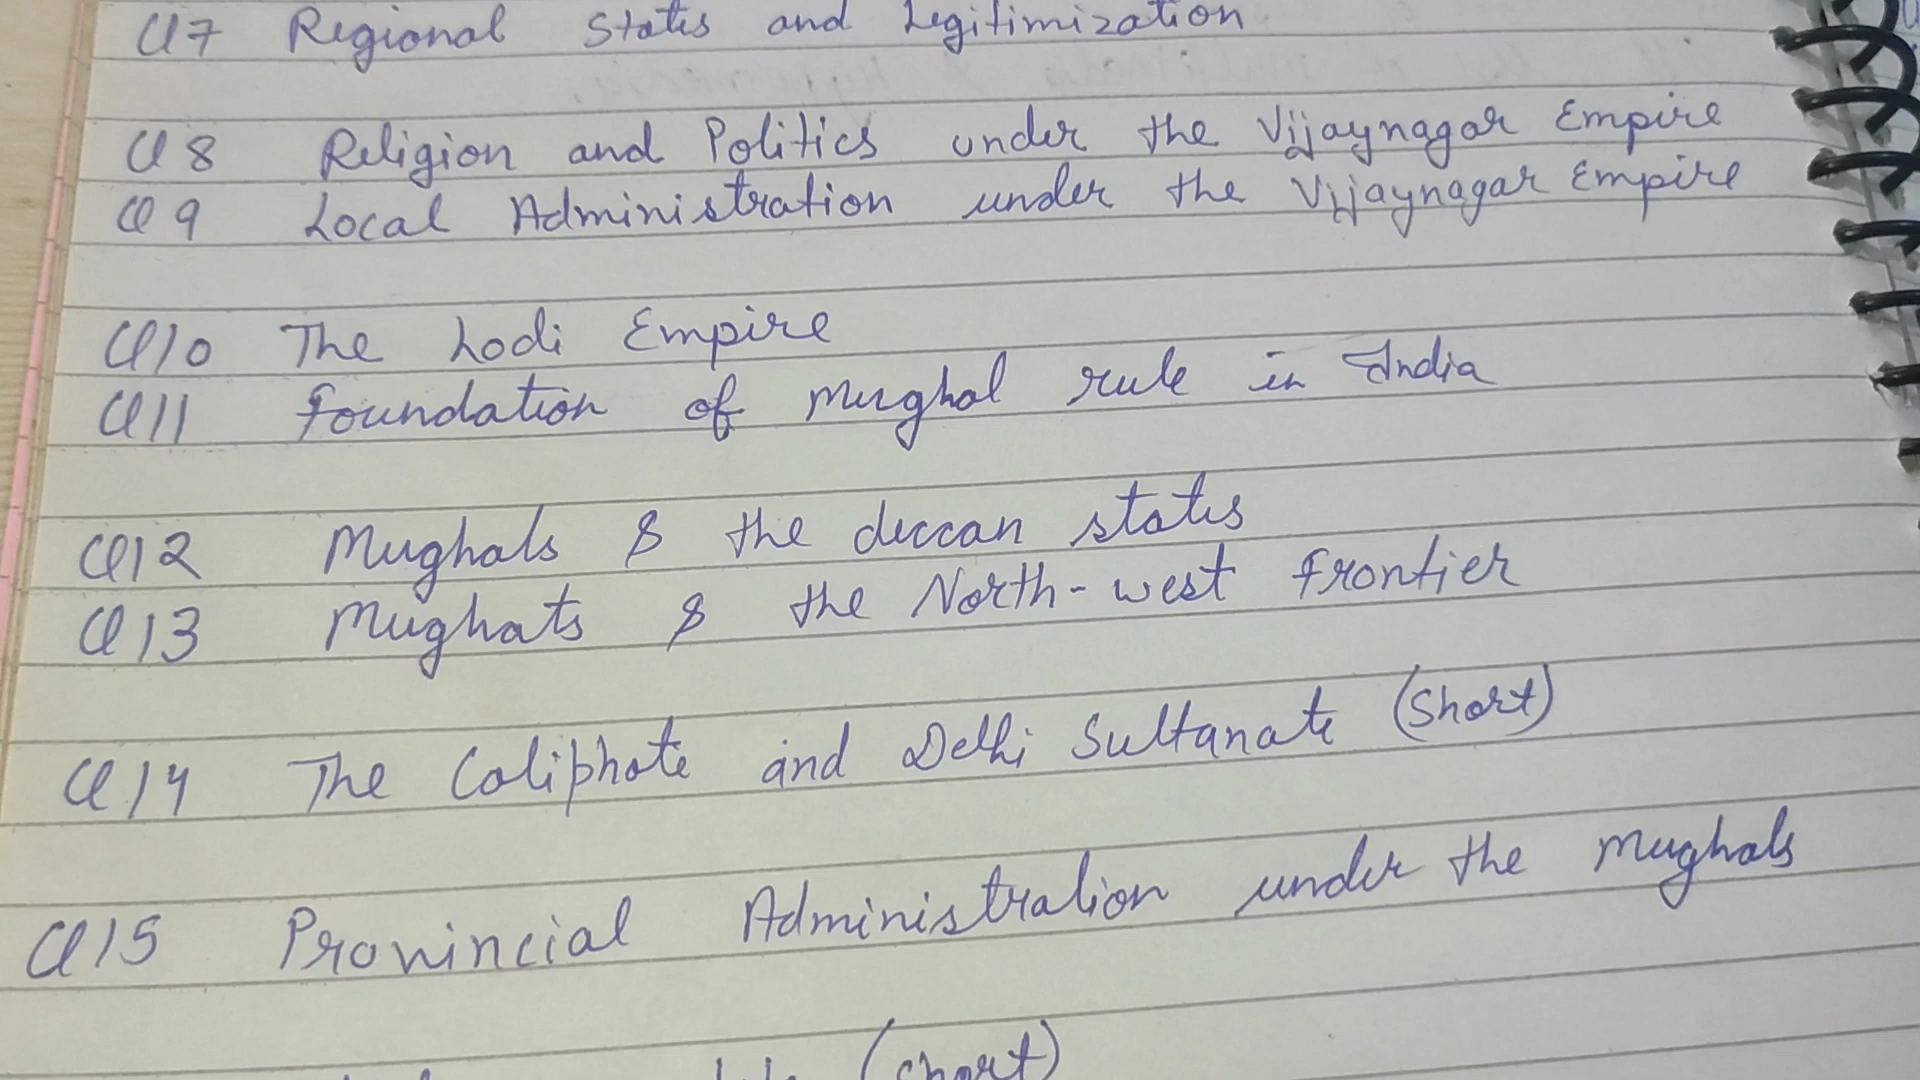 Q7 Regional States and Legitimization
Q8 Religion and Politics under the Vijaynagar Empire
Q9 Local Administration under the Vijaynagar Empire
Q10 The Lodi Empire
Q11 foundation of Mughal rule in India
Q12 Mughals & the deccan states
Q13 Mughats & the North-west frontier
Q14 The Caliphate and Delhi Sultanate (Short)
Q15 Provincial Administration under the Mughals
(short)